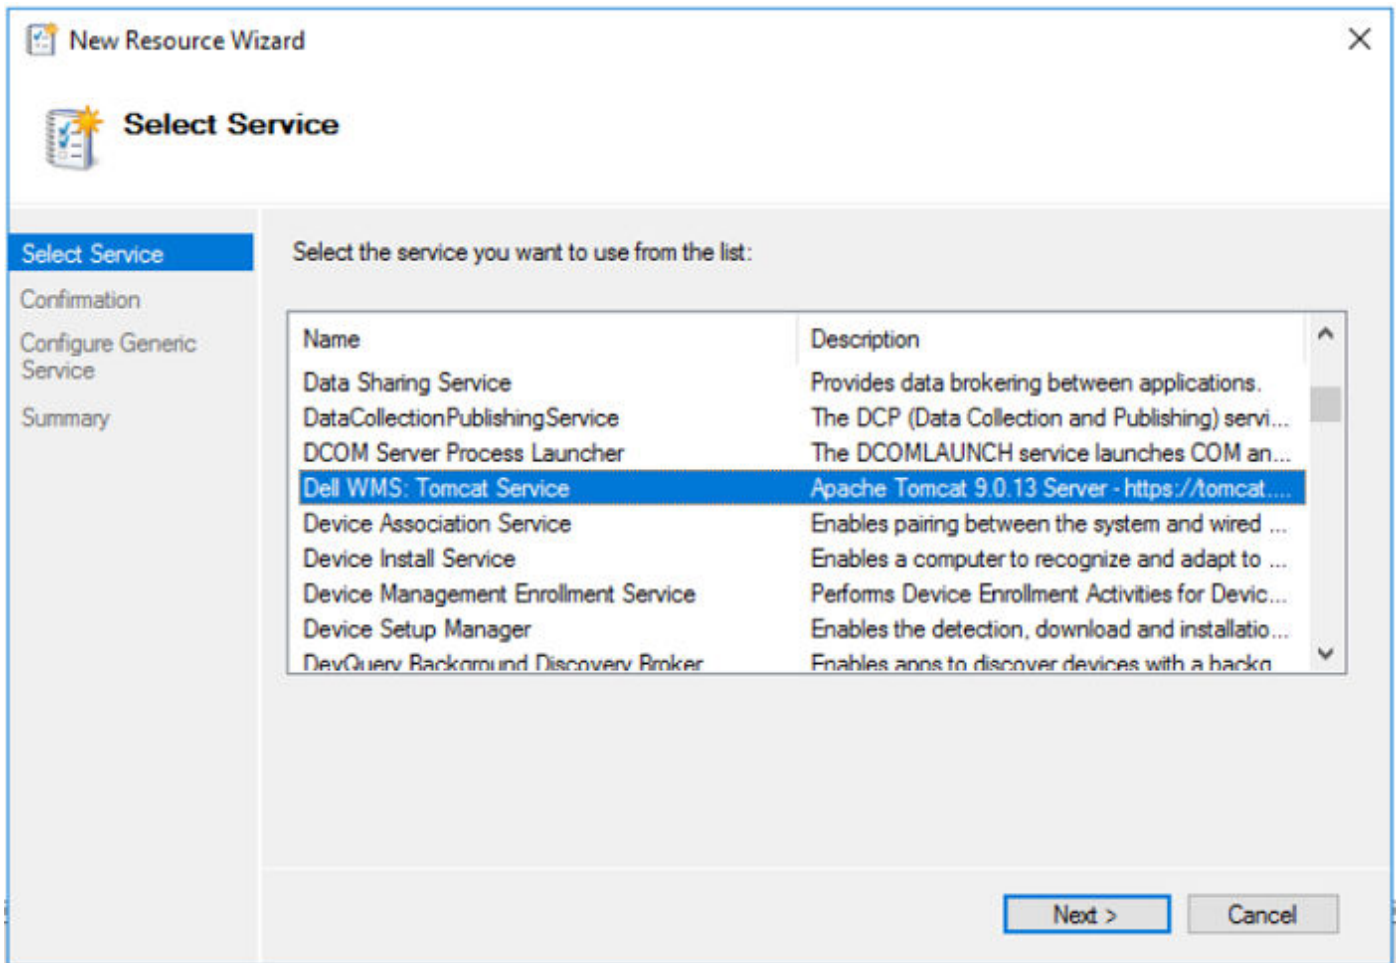 New Resource Wizard
Select Service
Select Service
Confirmation
Configure Generic
Service
Summary
Select the service you want to use from the list:
Name Description
Data Sharing Service Provides data brokering between applications.
DataCollectionPublishingService The DCP (Data Collection and Publishing) servi...
DCOM Server Process Launcher The DCOMLAUNCH service launches COM an...
Dell WMS: Tomcat Service Apache Tomcat 9.0.13 Server - https://tomcat....
Device Association Service Enables pairing between the system and wired ...
Device Install Service Enables a computer to recognize and adapt to ...
Device Management Enrollment Service Performs Device Enrollment Activities for Devic...
Device Setup Manager Enables the detection, download and installatio...
DevQuery Background Discovery Broker Enables apps to discover devices with a backg
Next > Cancel